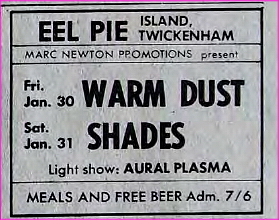 EEL PIE ISLAND, TWICKENHAM
MARC NEWTON PPOMOTIONS present
Fri. Jan. 30 WARM DUST
Sat. Jan. 31 SHADES
Light show: AURAL PLASMA
MEALS AND FREE BEER Adm. 7/6